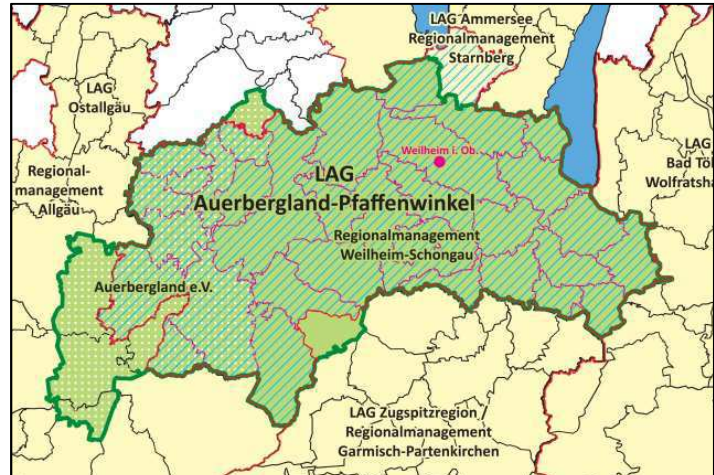 LAG Ammersee
Regionalmanagement
Starnberg
LAG
Ostallgäu
Regional-
management
Allgäu
Weilheim i. Ob.
LAG
Auerbergland-Pfaffenwinkel
Regionalmanagement
Weilheim-Schongau
LAG
Bad Töl
Wolfratsha
Auerbergland e.V.
LAG Zugspitzregion /
Regionalmanagement
Garmisch-Partenkirchen